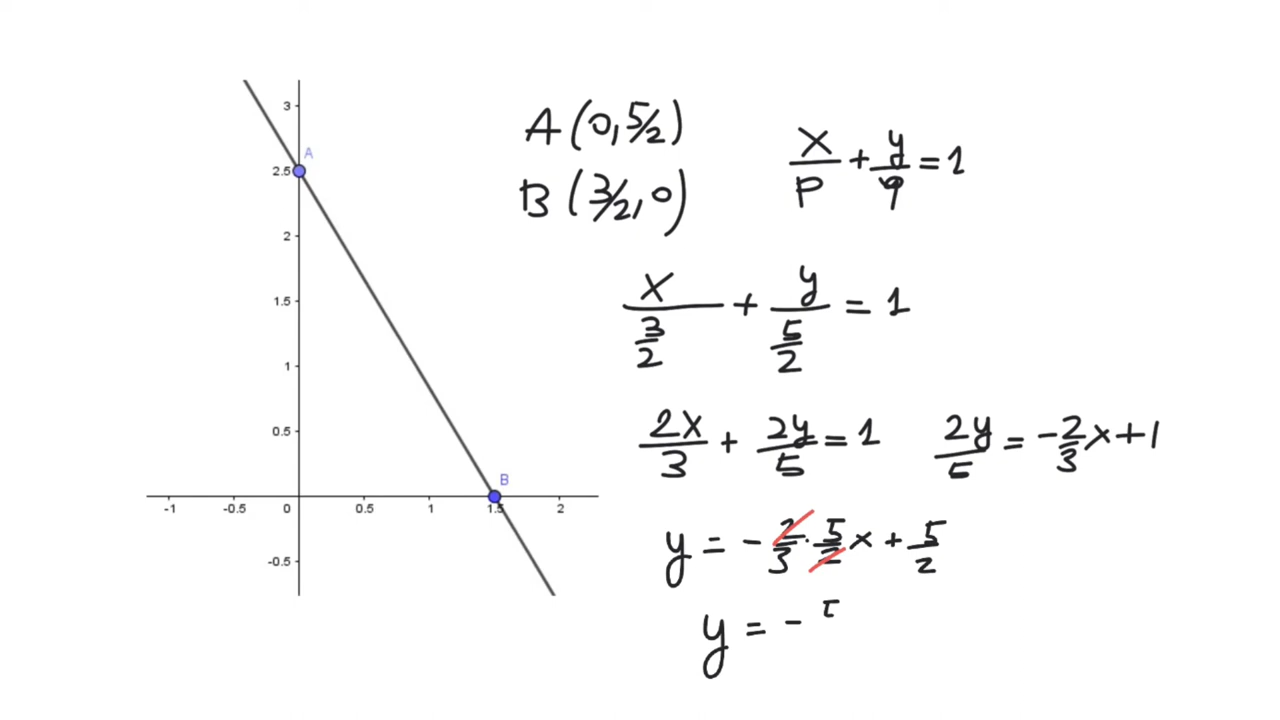 3
A
2.5
2
1.5
1
0.5
B
-1 -0.5 0 0.5 1 1.5 2
-0.5
A (0, 5/2)
B (3/2, 0)
x/p + y/q = 1
x/(3/2) + y/(5/2) = 1
2x/3 + 2y/5 = 1
2y/5 = -2/3 x + 1
y = -2/3 · 5/2 x + 5/2
y = -